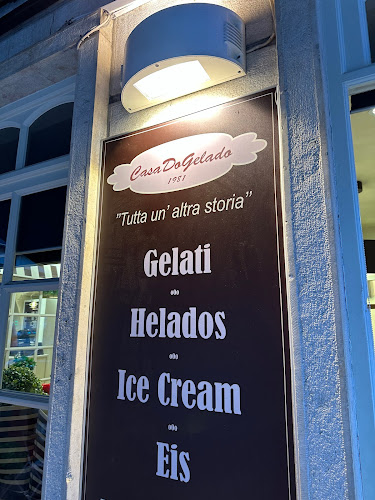 CasaDoGelado
1981
"Tutta un' altra storia"
Gelati
Helados
Ice Cream
Eis